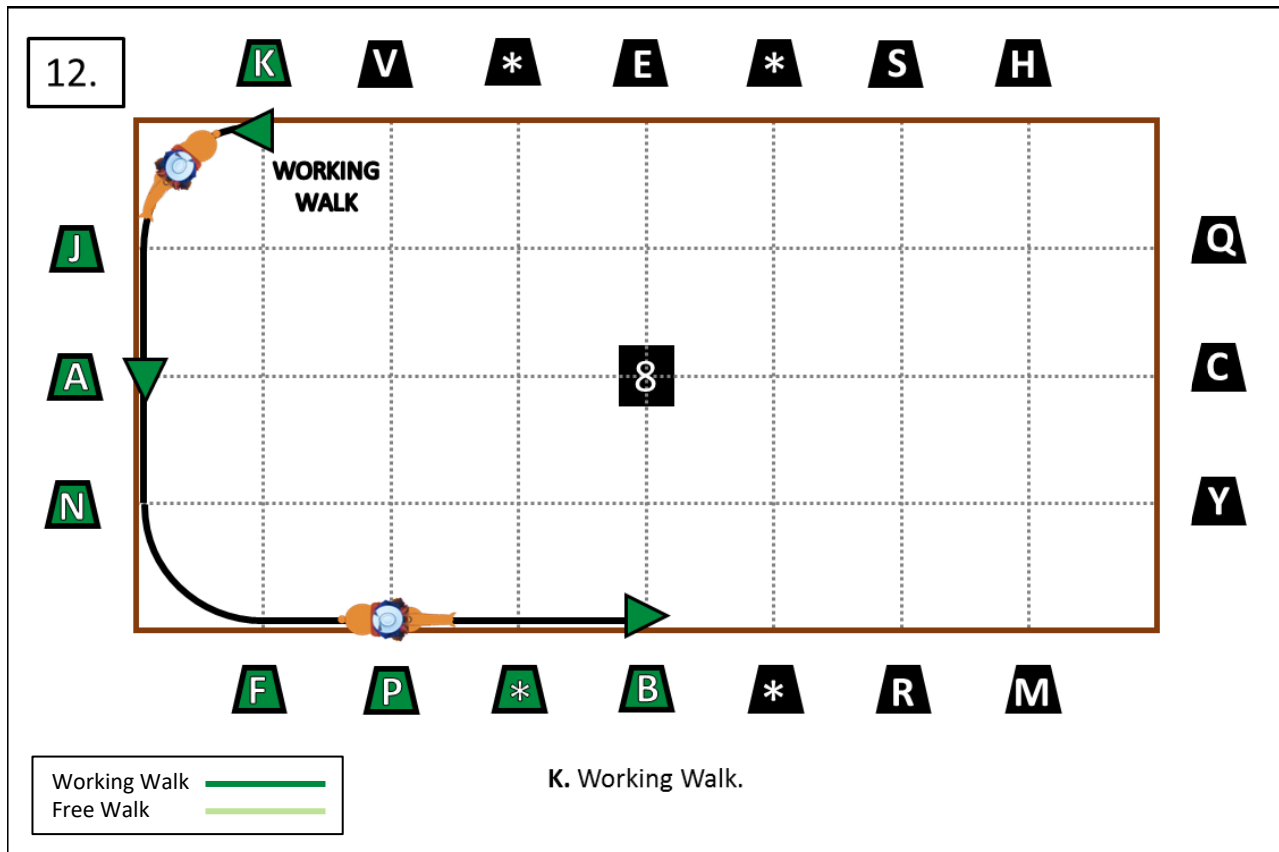 12.
K V * E * S H
WORKING
WALK
J Q
A 8 C
N Y
F P * B * R M
Working Walk
Free Walk
K. Working Walk.